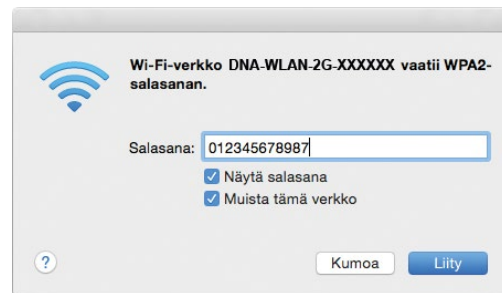 Wi-Fi-verkko DNA-WLAN-2G-XXXXXX vaatii WPA2-
salasanan.
Salasana: 012345678987
Näytä salasana
Muista tämä verkko
? Kumoa Liity